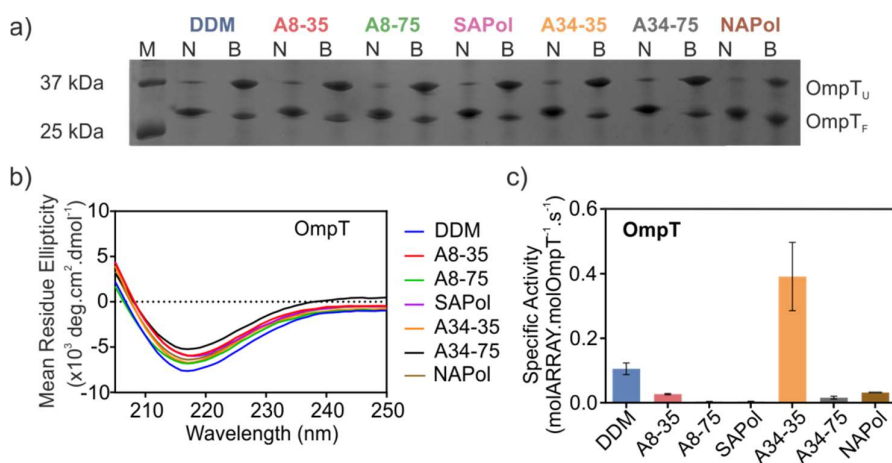 a)
DDM A8-35 A8-75 SAPol A34-35 A34-75 NAPol
M N B N B N B N B N B N B N B
37 kDa
25 kDa
OmpTU
OmpTF
b)
Mean Residue Ellipticity
(x10³ deg.cm².dmol⁻¹)
10
5
0
-5
-10
OmpT
210 220 230 240 250
Wavelength (nm)
DDM
A8-35
A8-75
SAPol
A34-35
A34-75
NAPol
c)
Specific Activity
(molARRAY.molOmpT⁻¹.s⁻¹)
0.6
0.4
0.2
0.0
OmpT
DDM
A8-35
A8-75
SAPol
A34-35
A34-75
NAPol